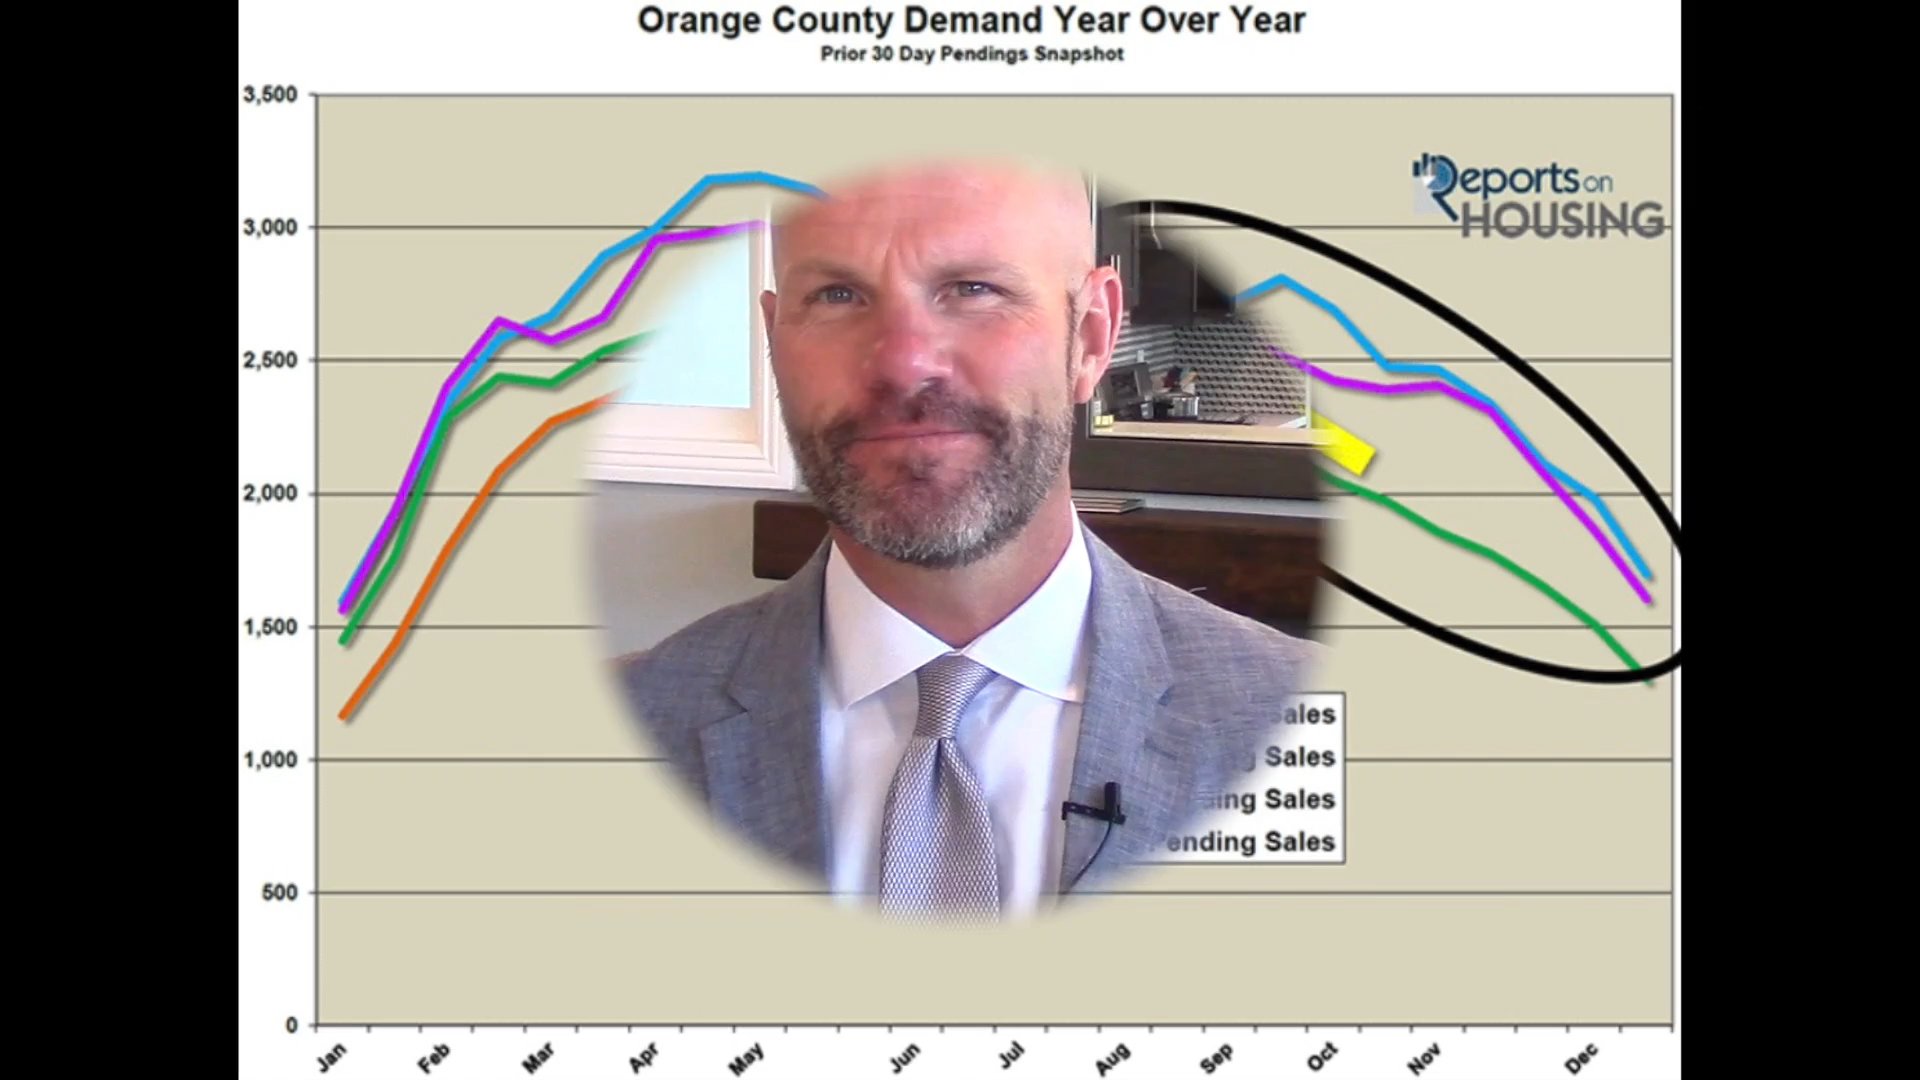 Orange County Demand Year Over Year
Prior 30 Day Pendings Snapshot
3,500
3,000
2,500
2,000
1,500
1,000
500
0
Reports on
HOUSING
Sales
Sales
Sales
Sales
Jan
Feb
Mar
Apr
May
Jun
Jul
Aug
Sep
Oct
Nov
Dec